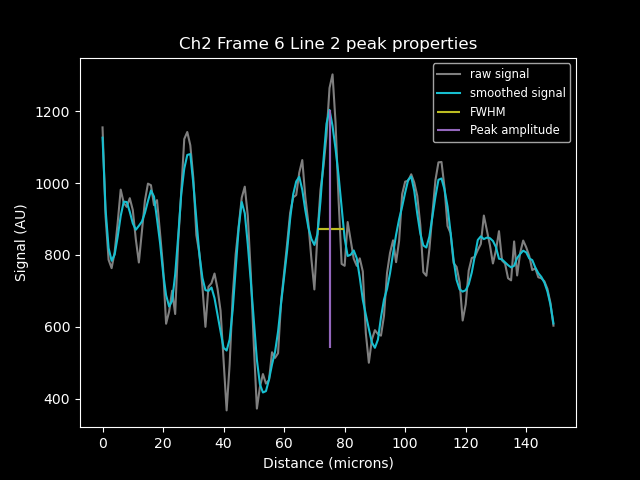 Ch2 Frame 6 Line 2 peak properties
raw signal
smoothed signal
FWHM
Peak amplitude
1200
1000
800
600
400
Signal (AU)
0 20 40 60 80 100 120 140
Distance (microns)